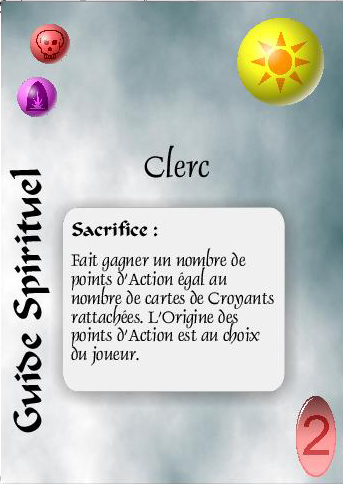 Clerc
Guide Spirituel
Sacrifice :
Fait gagner un nombre de
points d'Action égal au
nombre de cartes de Croyants
rattachées. L'Origine des
points d'Action est au choix
du joueur.
2